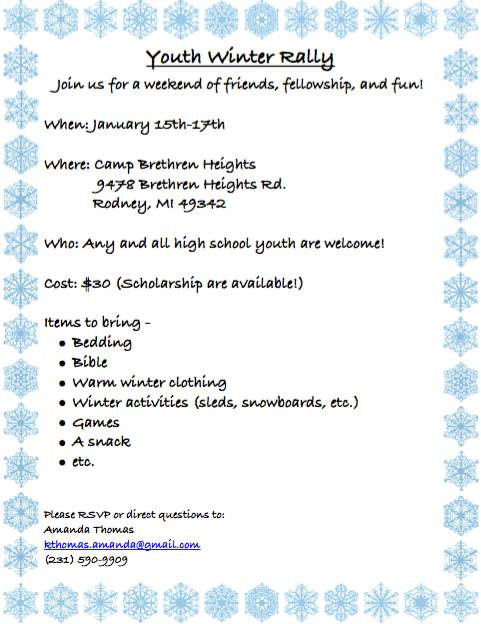 Youth Winter Rally
Join us for a weekend of friends, fellowship, and fun!
When: January 15th-17th
Where: Camp Brethren Heights
9478 Brethren Heights Rd.
Rodney, MI 49342
Who: Any and all high school youth are welcome!
Cost: $30 (Scholarship are available!)
Items to bring -
• Bedding
• Bible
• Warm winter clothing
• Winter activities (sleds, snowboards, etc.)
• Games
• A snack
• etc.
Please RSVP or direct questions to:
Amanda Thomas
kthomas.amanda@gmail.com
(231) 590-9909